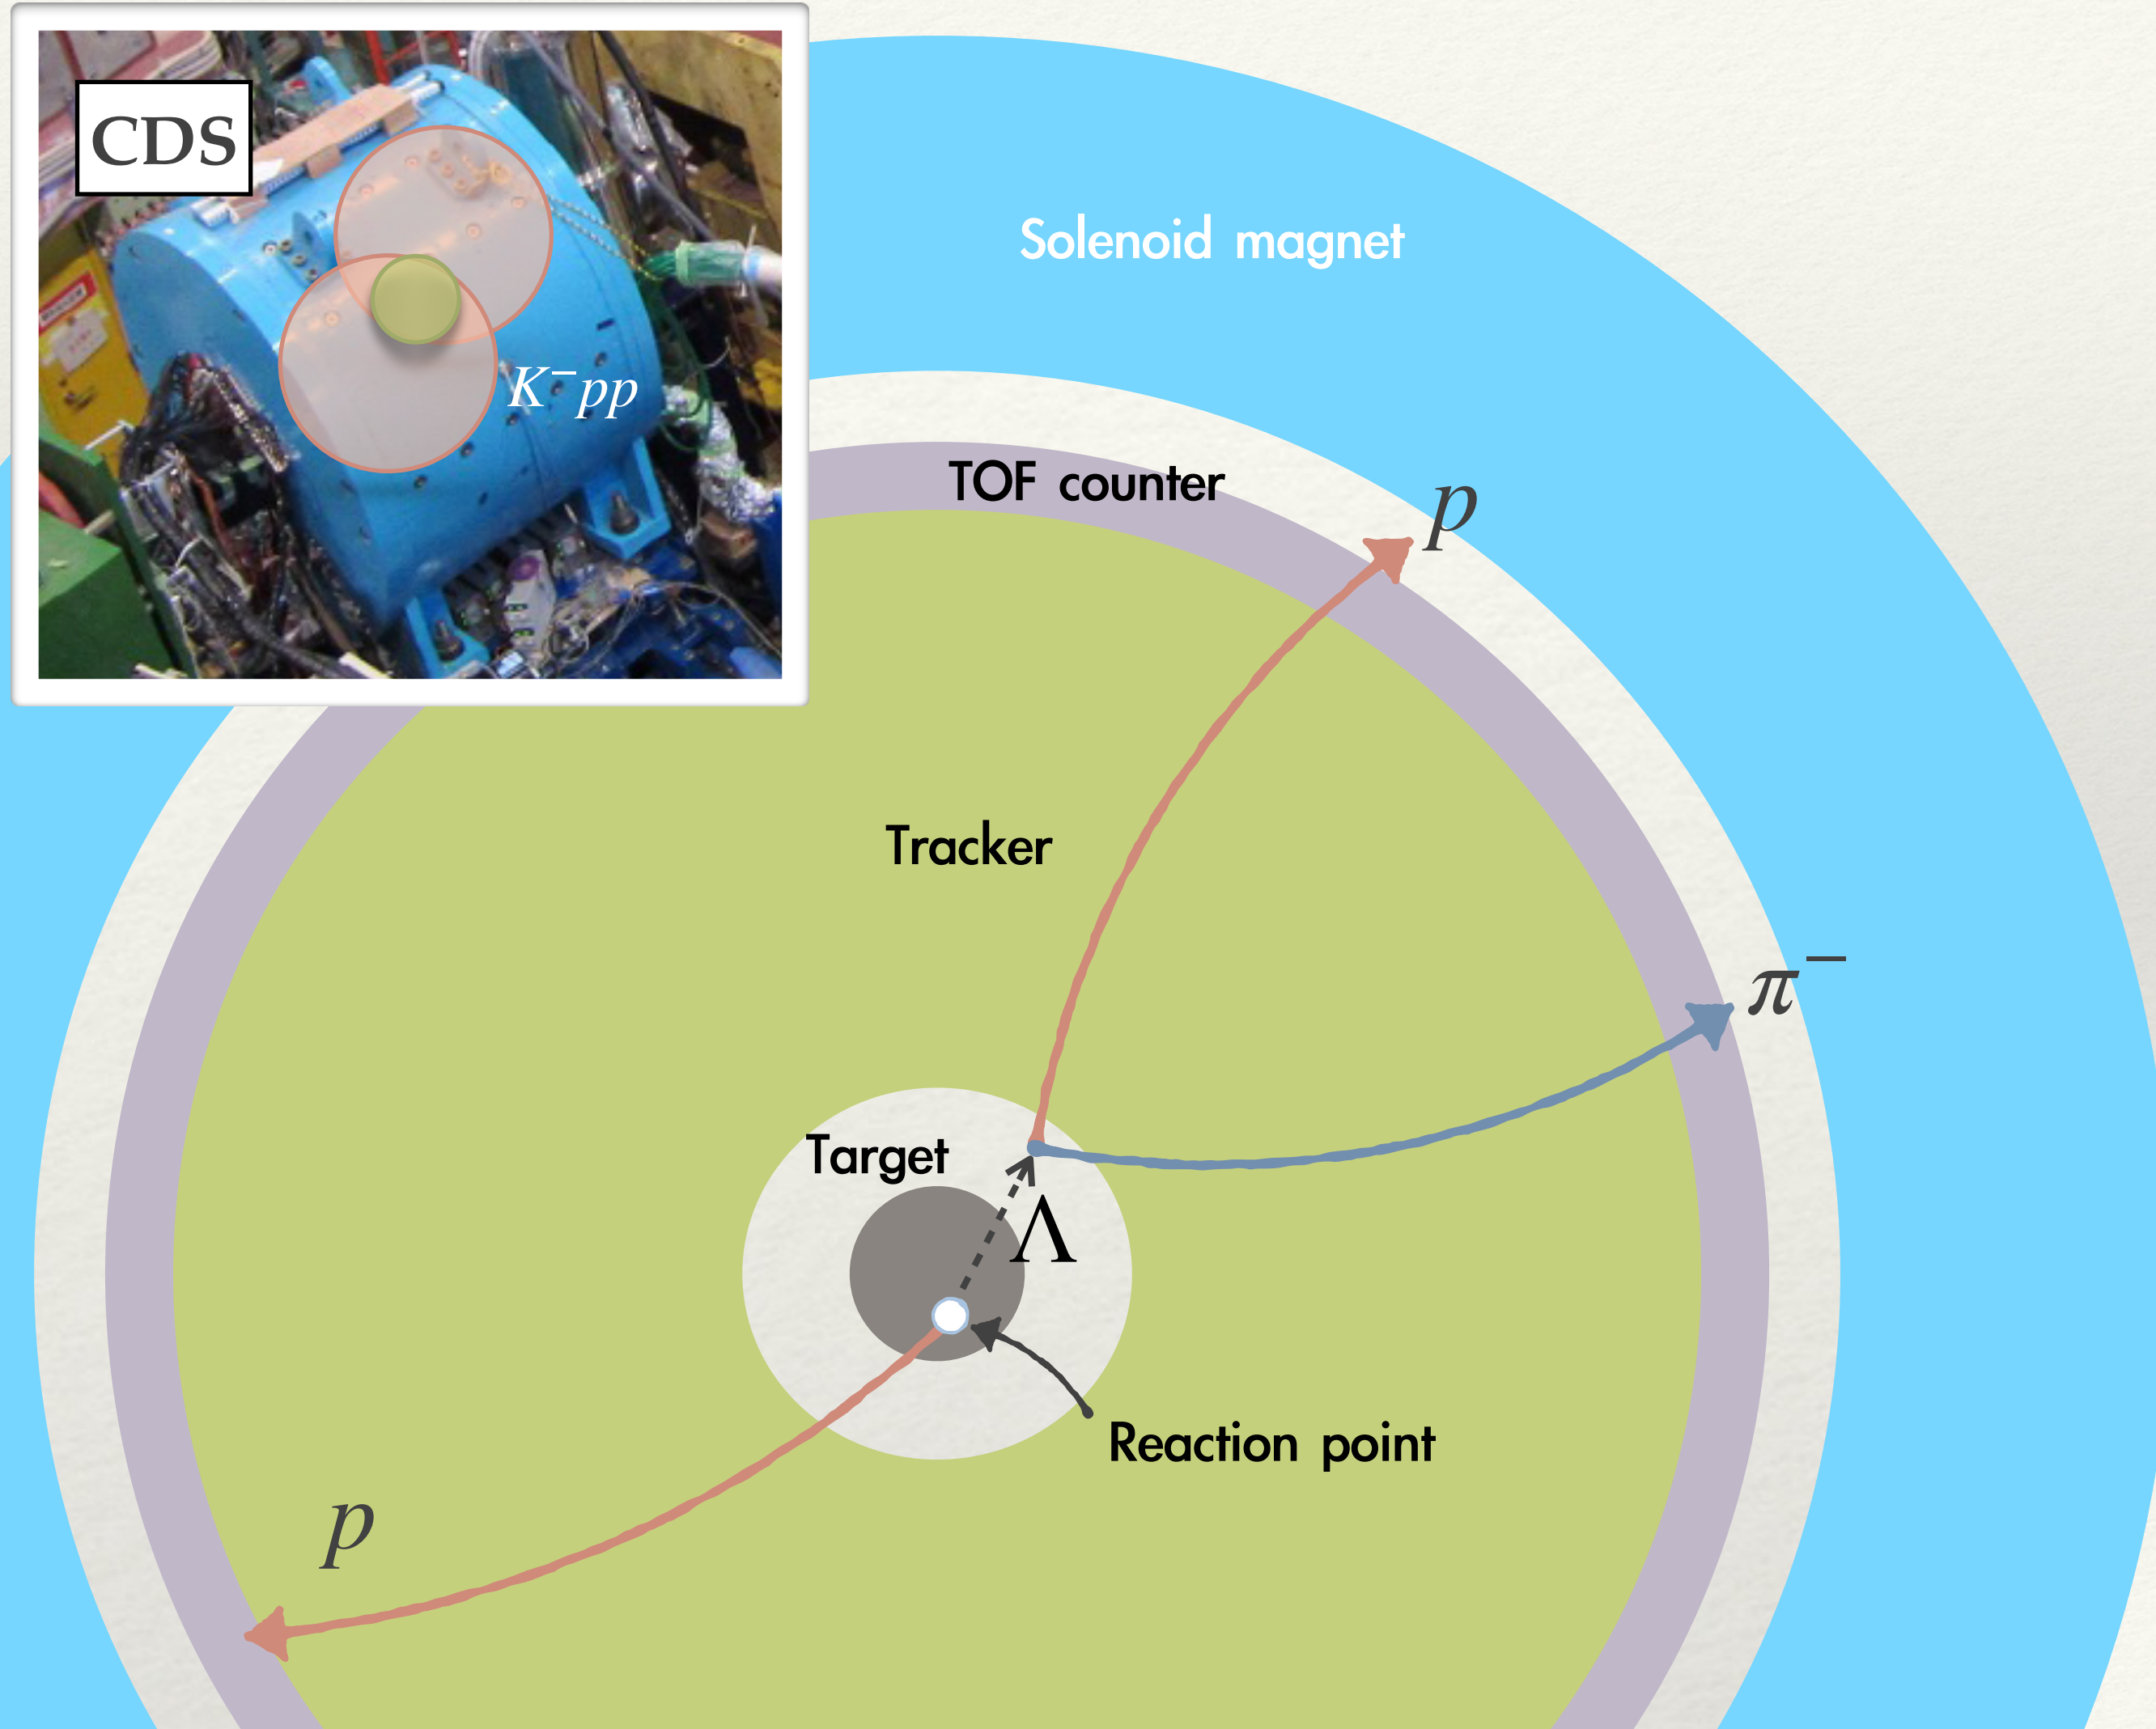 CDS
K⁻pp
Solenoid magnet
TOF counter
p
Tracker
π⁻
Target
Λ
Reaction point
p